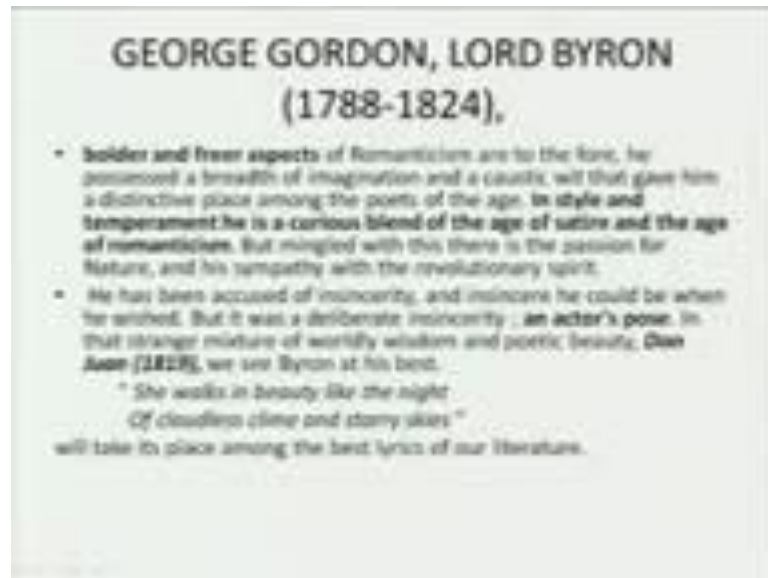 GEORGE GORDON, LORD BYRON
(1788-1824),
• bolder and freer aspects of Romanticism are to the fore, he
possessed a breadth of imagination and a caustic wit that gave him
a distinctive place among the poets of the age. In style and
temperament he is a curious blend of the age of satire and the age
of romanticism. But mingled with this there is the passion for
Nature, and his sympathy with the revolutionary spirit.
• He has been accused of insincerity, and insincere he could be when
he wished. But it was a deliberate insincerity , an actor's pose. In
that strange mixture of worldly wisdom and poetic beauty, Don
Juan (1819), we see Byron at his best.
" She walks in beauty like the night
Of cloudless clime and starry skies "
will take its place among the best lyrics of our literature.